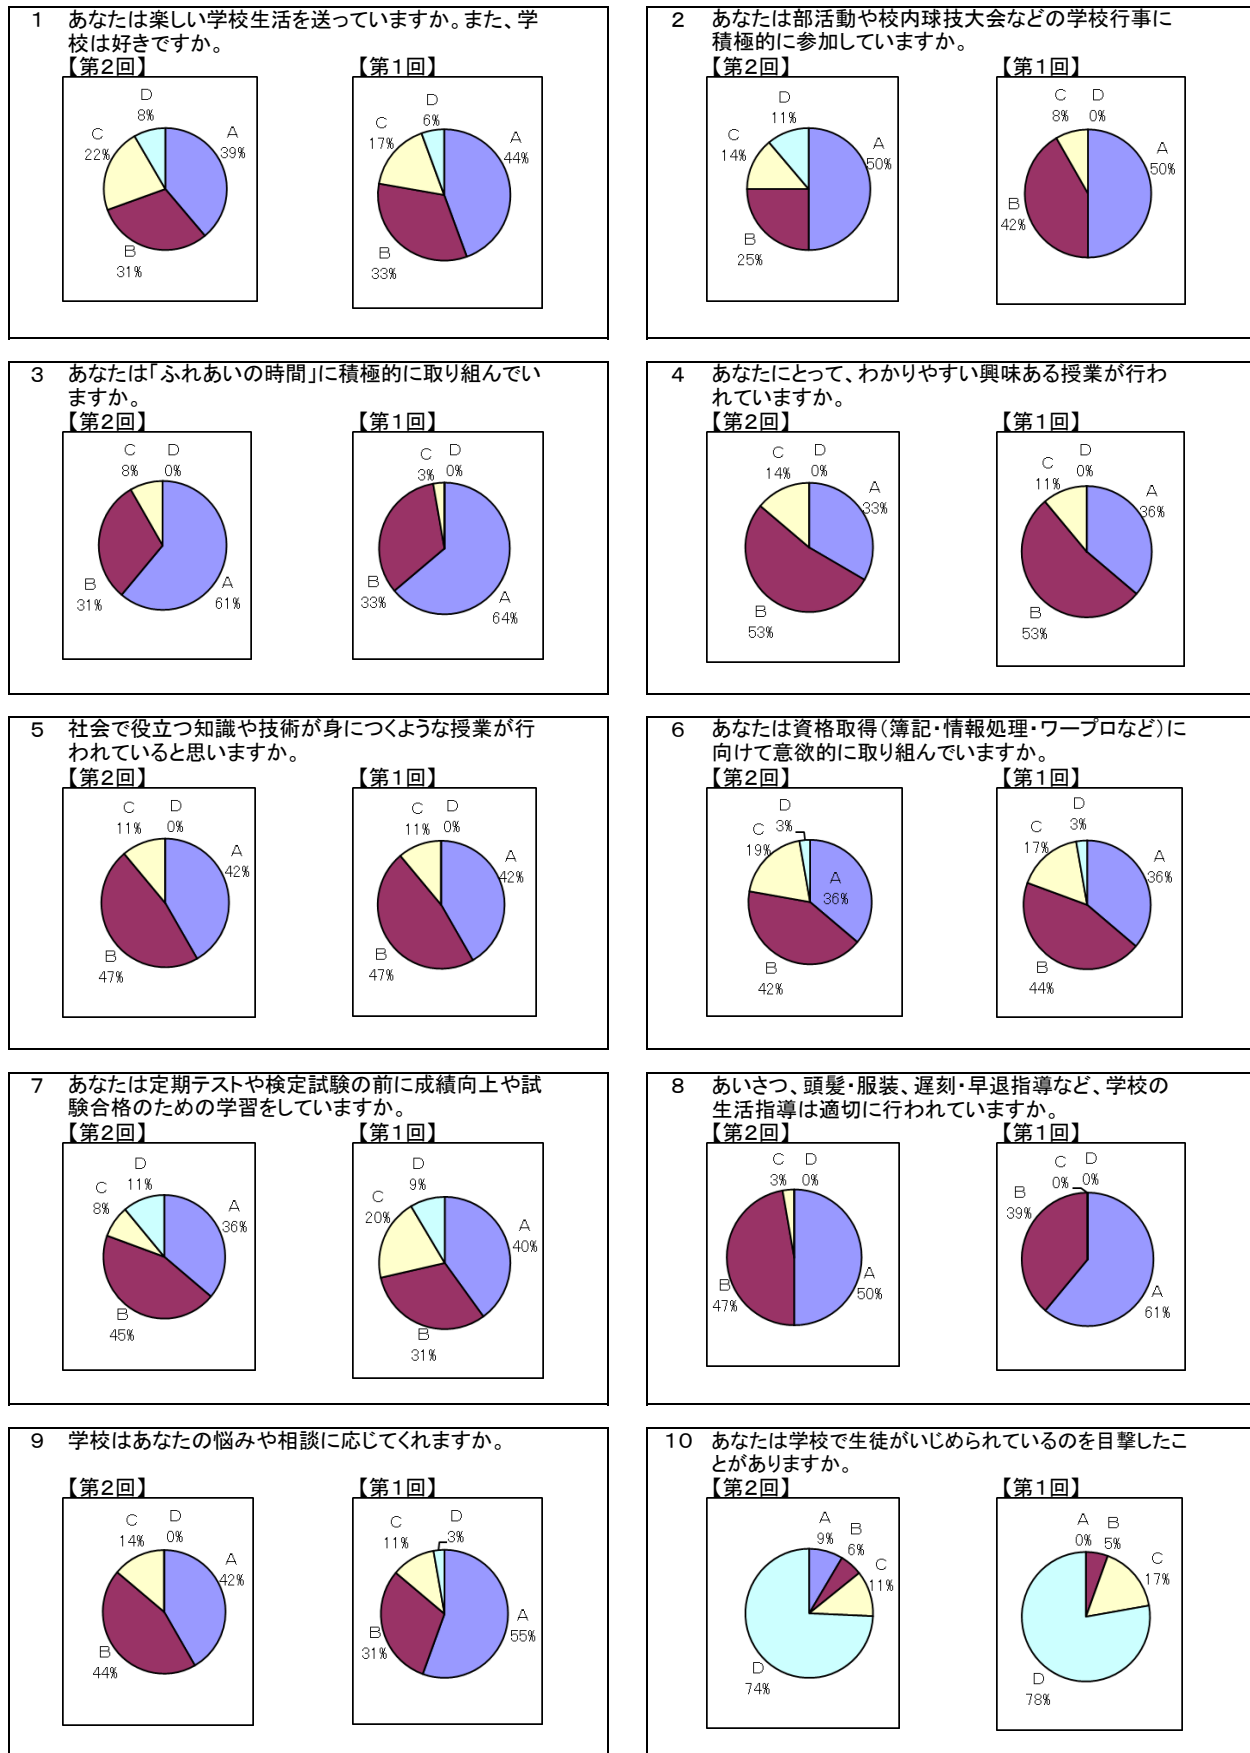 1 あなたは楽しい学校生活を送っていますか。また、学
校は好きですか。
【第2回】
【第1回】
D
8%
C
22%
A
39%
B
31%
D
6%
C
17%
A
44%
B
33%
2 あなたは部活動や校内球技大会などの学校行事に
積極的に参加していますか。
【第2回】
【第1回】
D
11%
C
14%
A
50%
B
25%
C
8%
D
0%
A
50%
B
42%
3 あなたは「ふれあいの時間」に積極的に取り組んでい
ますか。
【第2回】
【第1回】
C
8%
D
0%
B
31%
A
61%
C
3%
D
0%
B
33%
A
64%
4 あなたにとって、わかりやすい興味ある授業が行わ
れていますか。
【第2回】
【第1回】
C
14%
D
0%
A
33%
B
53%
C
11%
D
0%
A
36%
B
53%
5 社会で役立つ知識や技術が身につくような授業が行
われていると思いますか。
【第2回】
【第1回】
C
11%
D
0%
A
42%
B
47%
C
11%
D
0%
A
42%
B
47%
6 あなたは資格取得(簿記・情報処理・ワープロなど)に
向けて意欲的に取り組んでいますか。
【第2回】
【第1回】
D
3%
C
19%
A
36%
B
42%
D
3%
C
17%
A
36%
B
44%
7 あなたは定期テストや検定試験の前に成績向上や試
験合格のための学習をしていますか。
【第2回】
【第1回】
D
11%
C
8%
A
36%
B
45%
D
9%
C
20%
A
40%
B
31%
8 あいさつ、頭髪・服装、遅刻・早退指導など、学校の
生活指導は適切に行われていますか。
【第2回】
【第1回】
C
3%
D
0%
B
47%
A
50%
C
0%
D
0%
B
39%
A
61%
9 学校はあなたの悩みや相談に応じてくれますか。
【第2回】
【第1回】
C
14%
D
0%
A
42%
B
44%
C
11%
D
3%
B
31%
A
55%
10 あなたは学校で生徒がいじめられているのを目撃したこ
とがありますか。
【第2回】
【第1回】
A
9%
B
6%
C
11%
D
74%
A
0%
B
5%
C
17%
D
78%